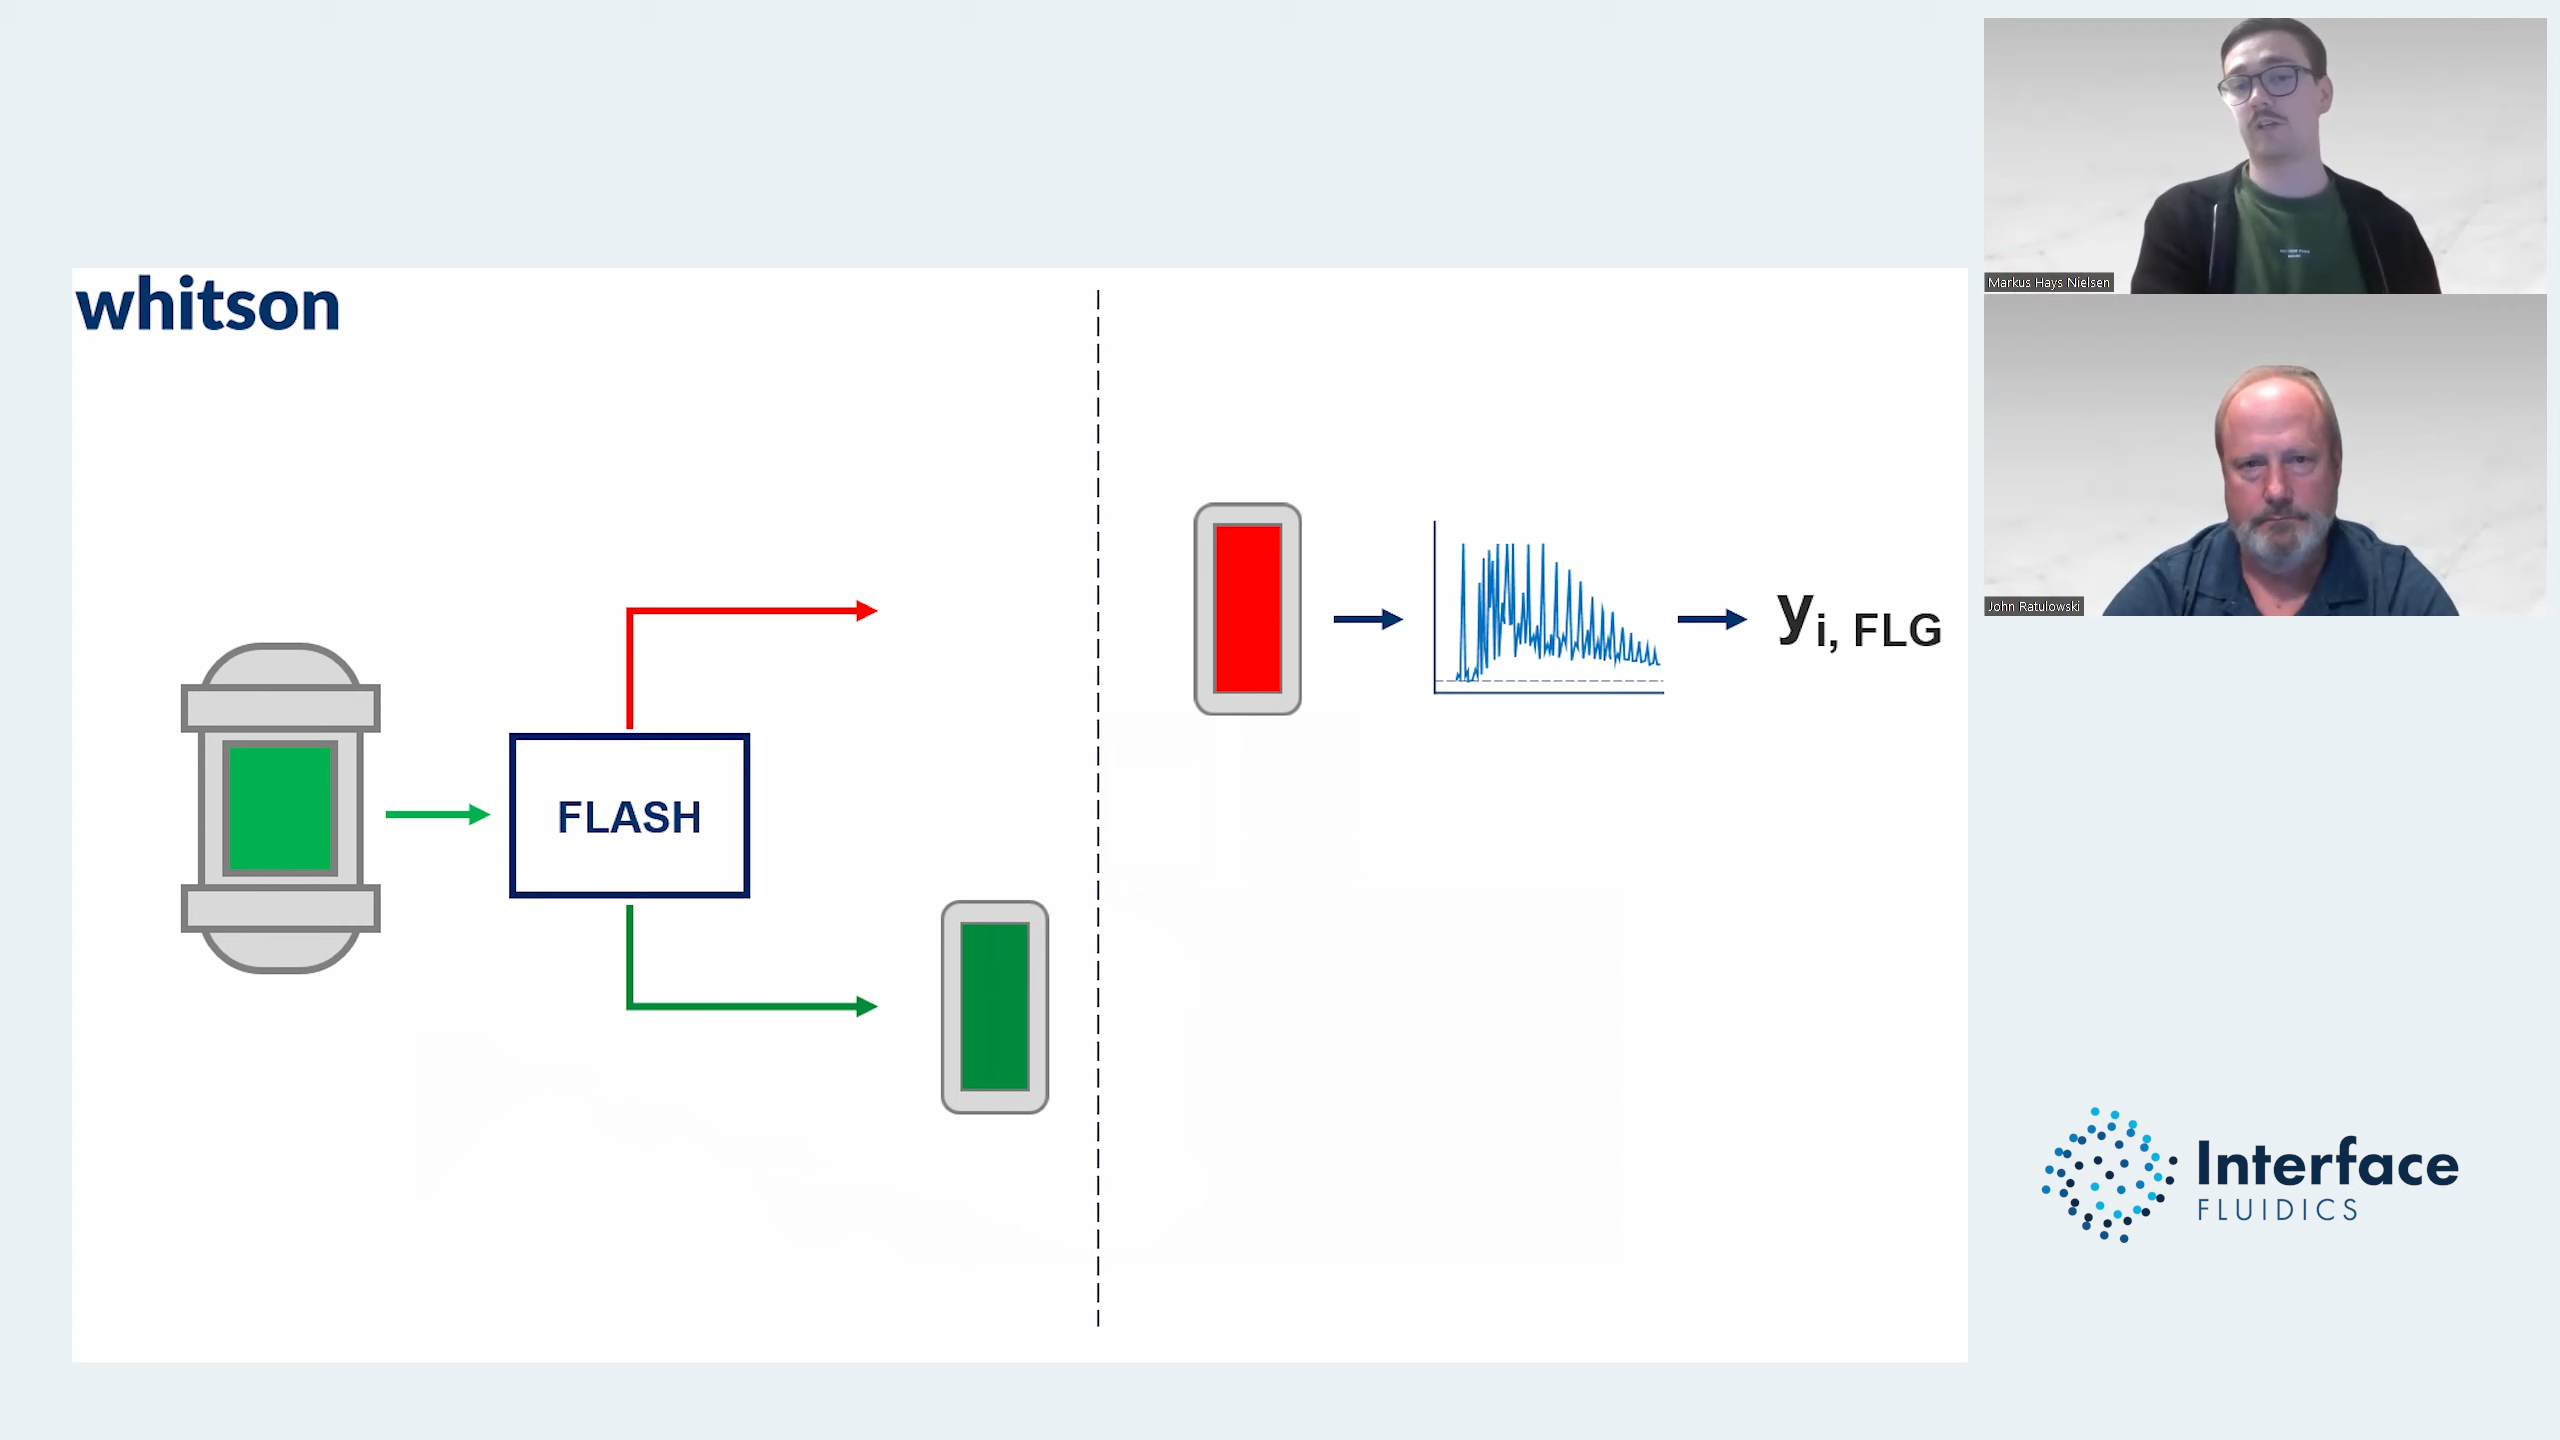 whitson
FLASH
yi, FLG
Markus Hays Nielsen
John Ratulowski
Interface
FLUIDICS